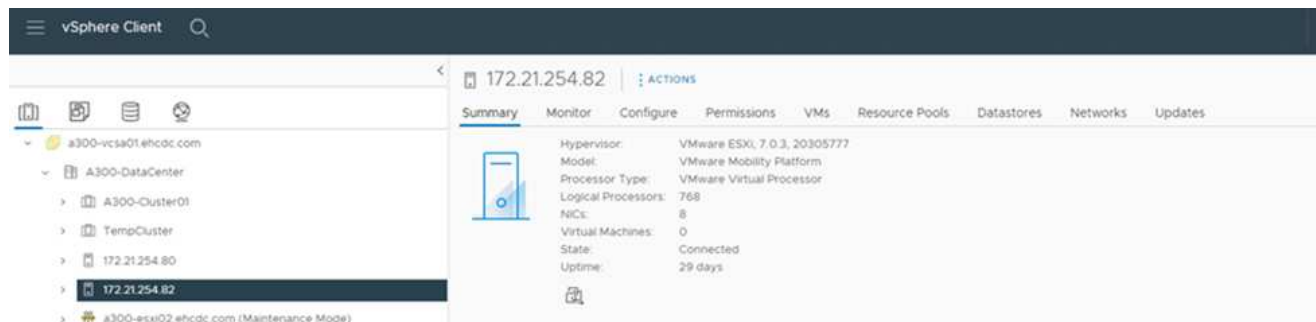 vSphere Client
172.21.254.82 ACTIONS
Summary Monitor Configure Permissions VMs Resource Pools Datastores Networks Updates
a300-vcsa01.ehcdc.com
A300-DataCenter
A300-Cluster01
TempCluster
172.21.254.80
172.21.254.82
a300-esxi02.ehcdc.com (Maintenance Mode)
Hypervisor: VMware ESXi, 7.0.3, 20305777
Model: VMware Mobility Platform
Processor Type: VMware Virtual Processor
Logical Processors: 768
NICs: 8
Virtual Machines: 0
State: Connected
Uptime: 29 days